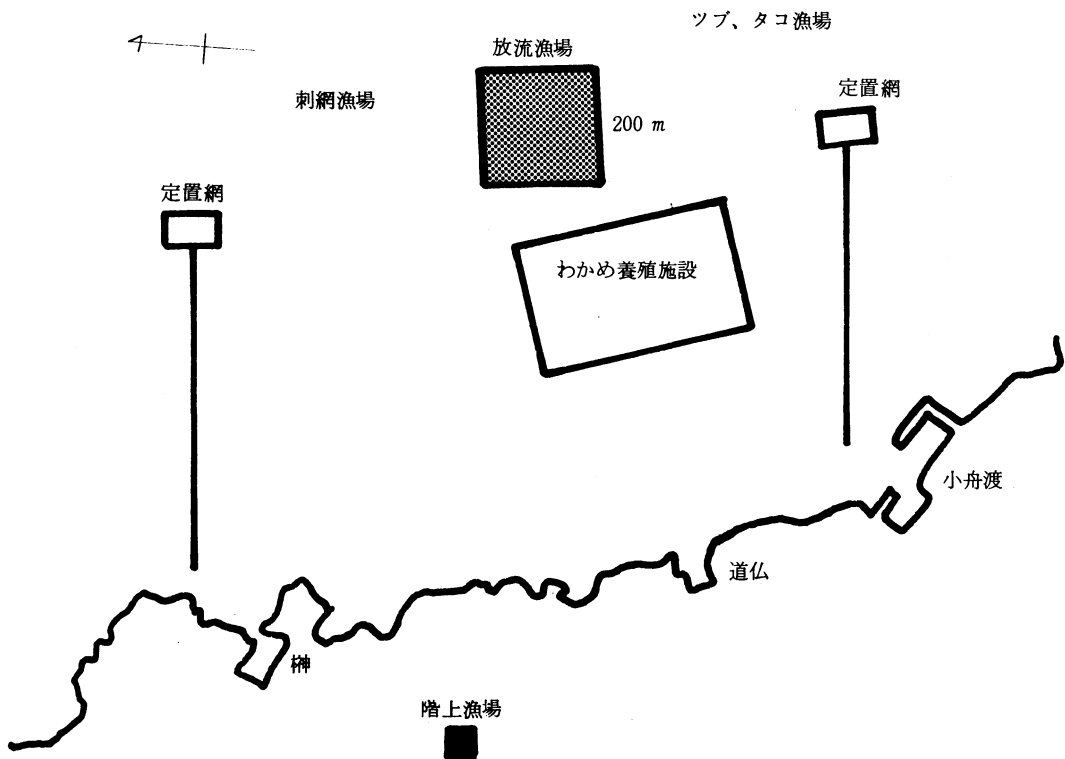 ツブ、タコ漁場
放流漁場
刺網漁場
定置網
200 m
定置網
わかめ養殖施設
小舟渡
道仏
榊
階上漁場